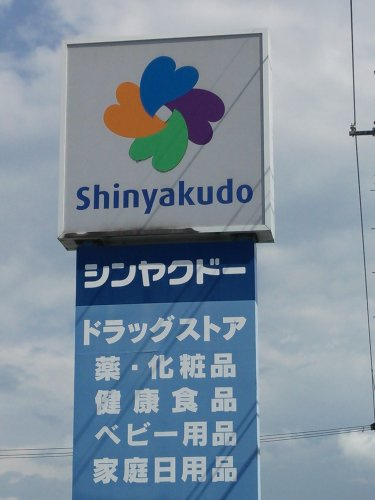 Shinyakudo
シンヤクドー
ドラッグストア
薬・化粧品
健康食品
ベビー用品
家庭日用品